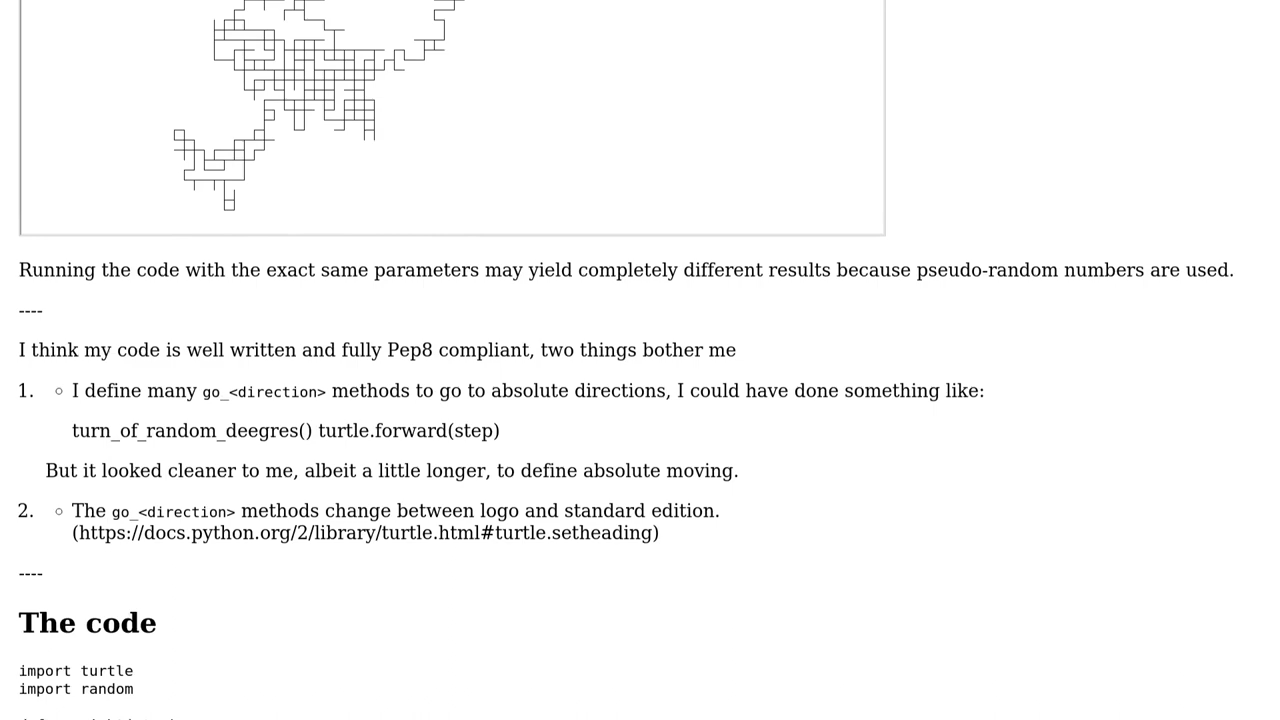 Running the code with the exact same parameters may yield completely different results because pseudo-random numbers are used.
----
I think my code is well written and fully Pep8 compliant, two things bother me
1. ◦ I define many go_<direction> methods to go to absolute directions, I could have done something like:
turn_of_random_deegres() turtle.forward(step)
But it looked cleaner to me, albeit a little longer, to define absolute moving.
2. ◦ The go_<direction> methods change between logo and standard edition.
(https://docs.python.org/2/library/turtle.html#turtle.setheading)
----
The code
import turtle
import random